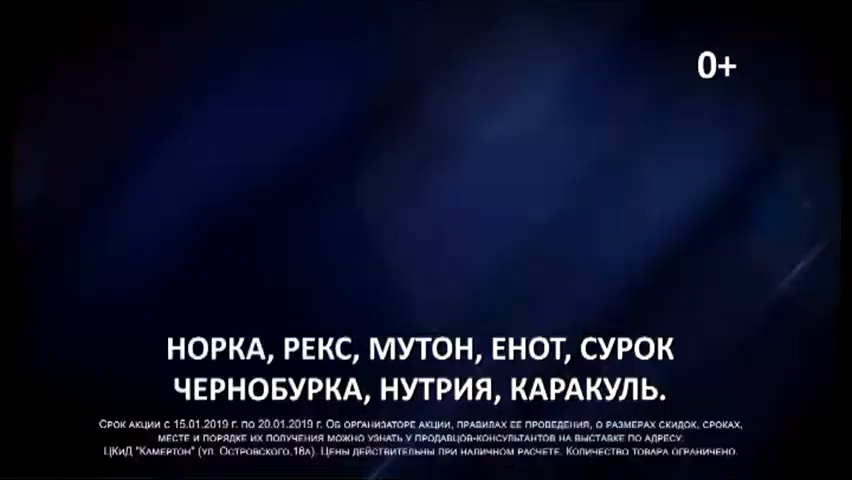 0+
НОРКА, РЕКС, МУТОН, ЕНОТ, СУРОК
ЧЕРНОБУРКА, НУТРИЯ, КАРАКУЛЬ.
СРОК АКЦИИ С 15.01.2019 Г. ПО 20.01.2019 Г. ОБ ОРГАНИЗАТОРЕ АКЦИИ, ПРАВИЛАХ ЕЕ ПРОВЕДЕНИЯ, О РАЗМЕРАХ СКИДОК, СРОКАХ,
МЕСТЕ И ПОРЯДКЕ ИХ ПОЛУЧЕНИЯ МОЖНО УЗНАТЬ У ПРОДАВЦОВ-КОНСУЛЬТАНТОВ НА ВЫСТАВКЕ ПО АДРЕСУ:
ЦКИД "КАМЕРТОН" (УЛ. ОСТРОВСКОГО,16А). ЦЕНЫ ДЕЙСТВИТЕЛЬНЫ ПРИ НАЛИЧНОМ РАСЧЕТЕ. КОЛИЧЕСТВО ТОВАРА ОГРАНИЧЕНО.